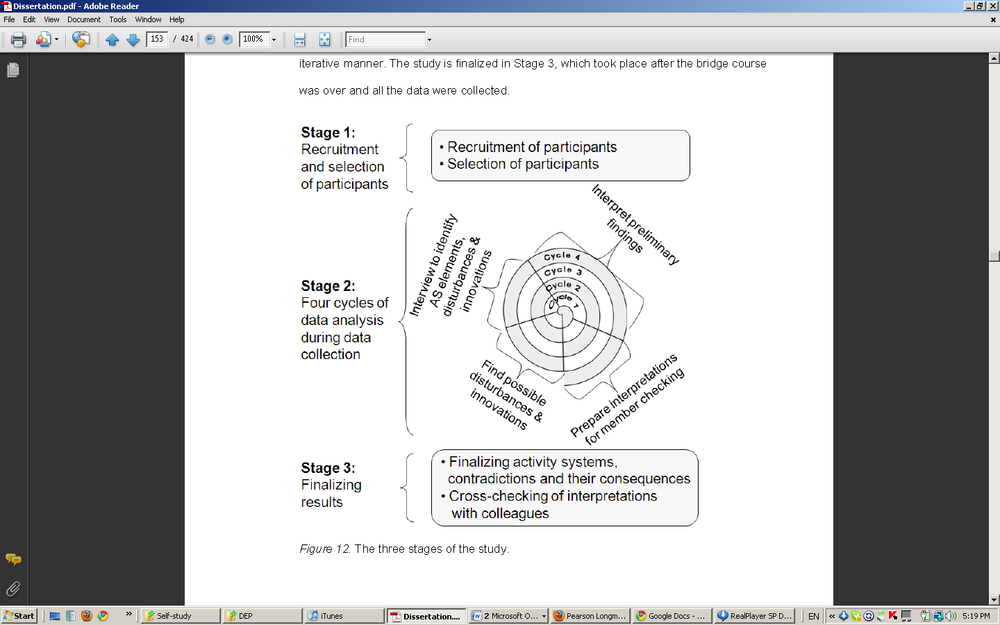 Dissertation.pdf - Adobe Reader
File Edit View Document Tools Window Help
153 / 424 100% Find
iterative manner. The study is finalized in Stage 3, which took place after the bridge course
was over and all the data were collected.
Stage 1:
Recruitment
and selection
of participants
• Recruitment of participants
• Selection of participants
Stage 2:
Four cycles of
data analysis
during data
collection
Interview to identify
AS elements,
disturbances &
innovations
Interpret preliminary
findings
Cycle 4
Cycle 3
Cycle 2
Cycle 1
Find possible
disturbances &
innovations
Prepare interpretations
for member checking
Stage 3:
Finalizing
results
• Finalizing activity systems,
contradictions and their consequences
• Cross-checking of interpretations
with colleagues
Figure 12. The three stages of the study.
Start » Self-study DEP iTunes Dissertation.... 2 Microsoft O... Pearson Longm... Google Docs - ... RealPlayer SP D... EN « 5:19 PM